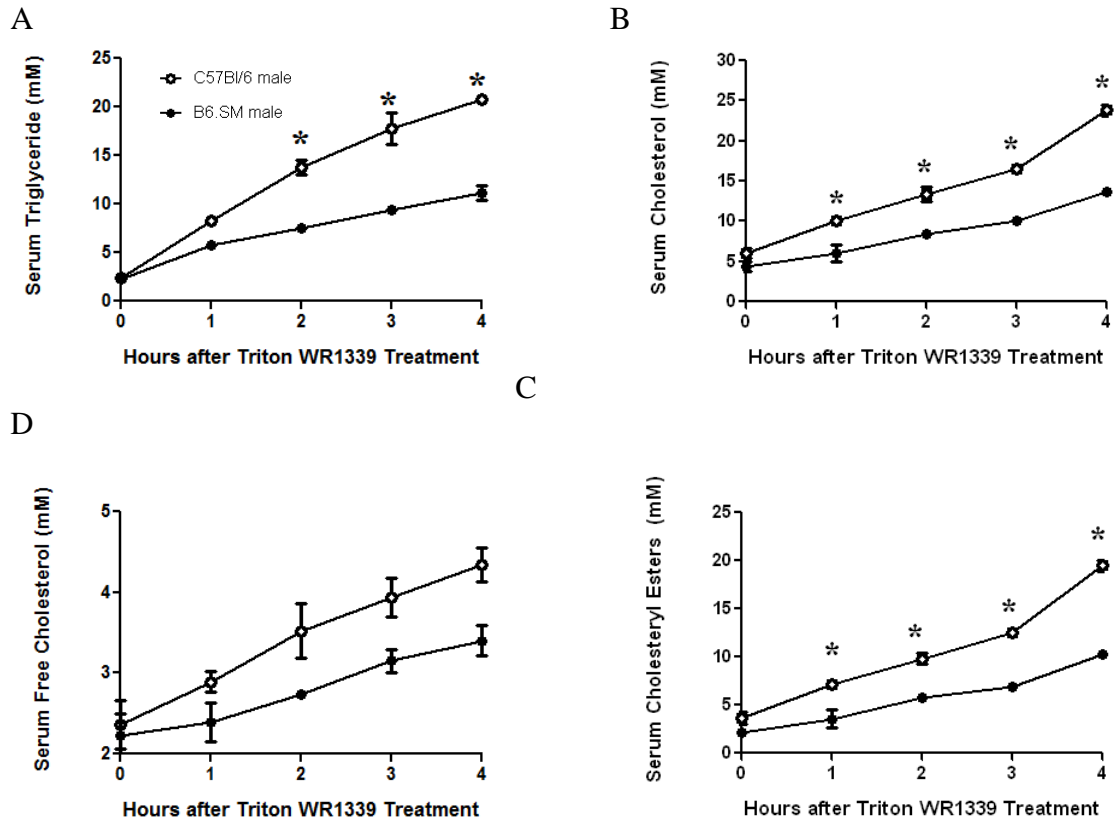 A
Serum Triglyceride (mM)
25
20
15
10
5
0
C57Bl/6 male
B6.SM male
*
*
*
0 1 2 3 4
Hours after Triton WR1339 Treatment
B
Serum Cholesterol (mM)
30
25
20
15
10
5
0
*
*
*
*
0 1 2 3 4
Hours after Triton WR1339 Treatment
C
D
Serum Free Cholesterol (mM)
5
4
3
2
0 1 2 3 4
Hours after Triton WR1339 Treatment
Serum Cholesteryl Esters (mM)
25
20
15
10
5
0
*
*
*
*
0 1 2 3 4
Hours after Triton WR1339 Treatment